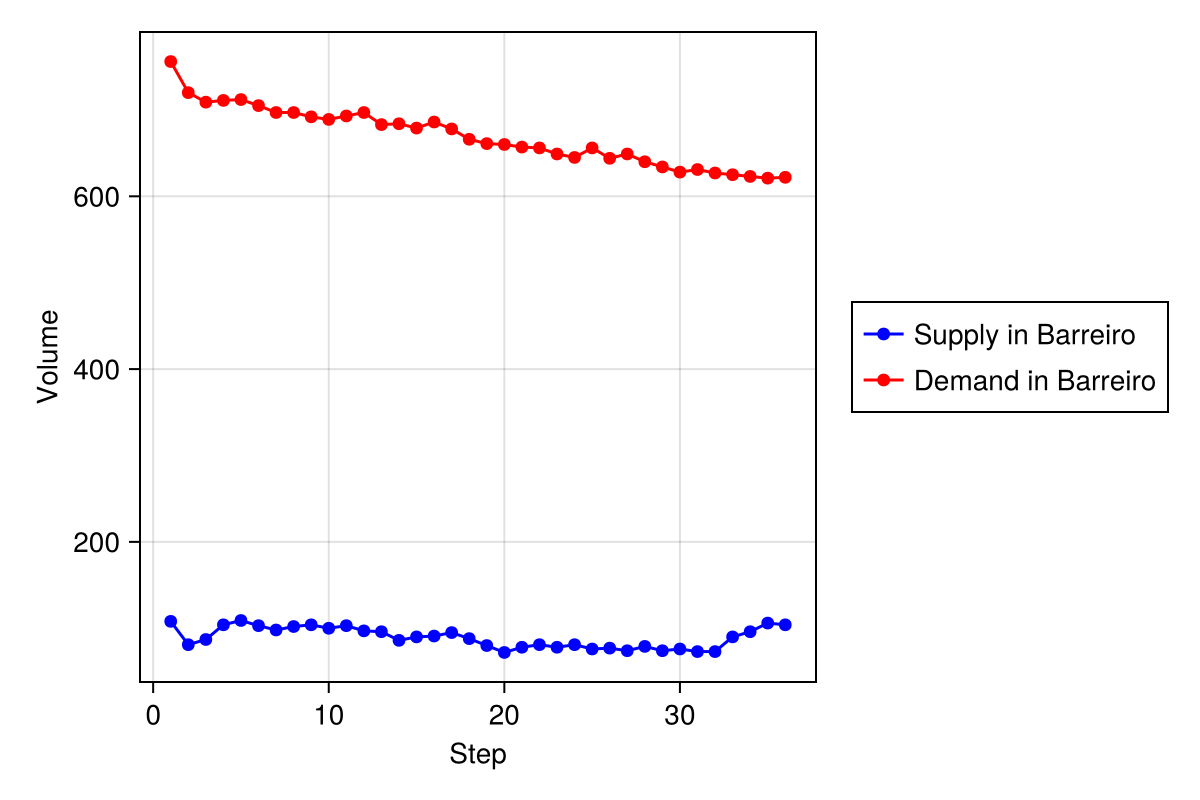 600
400
200
Volume
0 10 20 30
Step
Supply in Barreiro
Demand in Barreiro